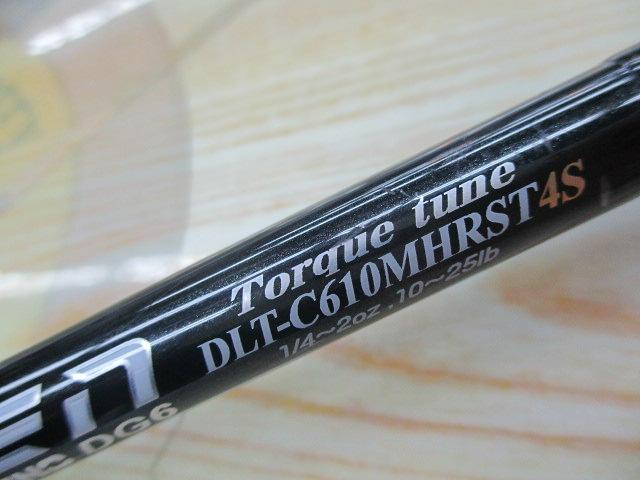 Torque tune
DLT-C610MHRST4S
1/4~2oz .10~25lb
DG6